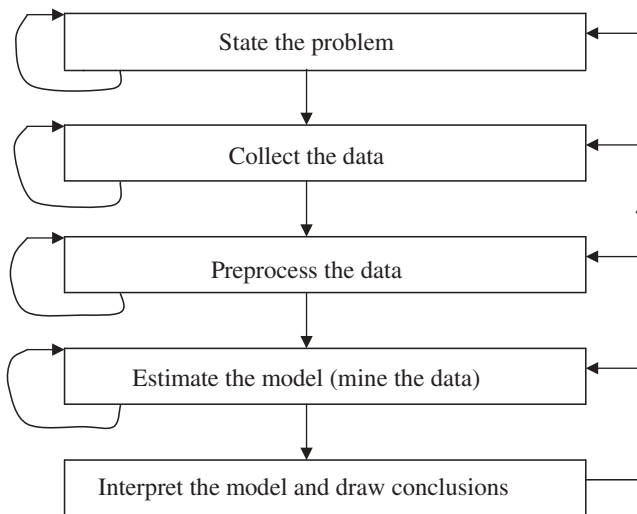 State the problem
Collect the data
Preprocess the data
Estimate the model (mine the data)
Interpret the model and draw conclusions